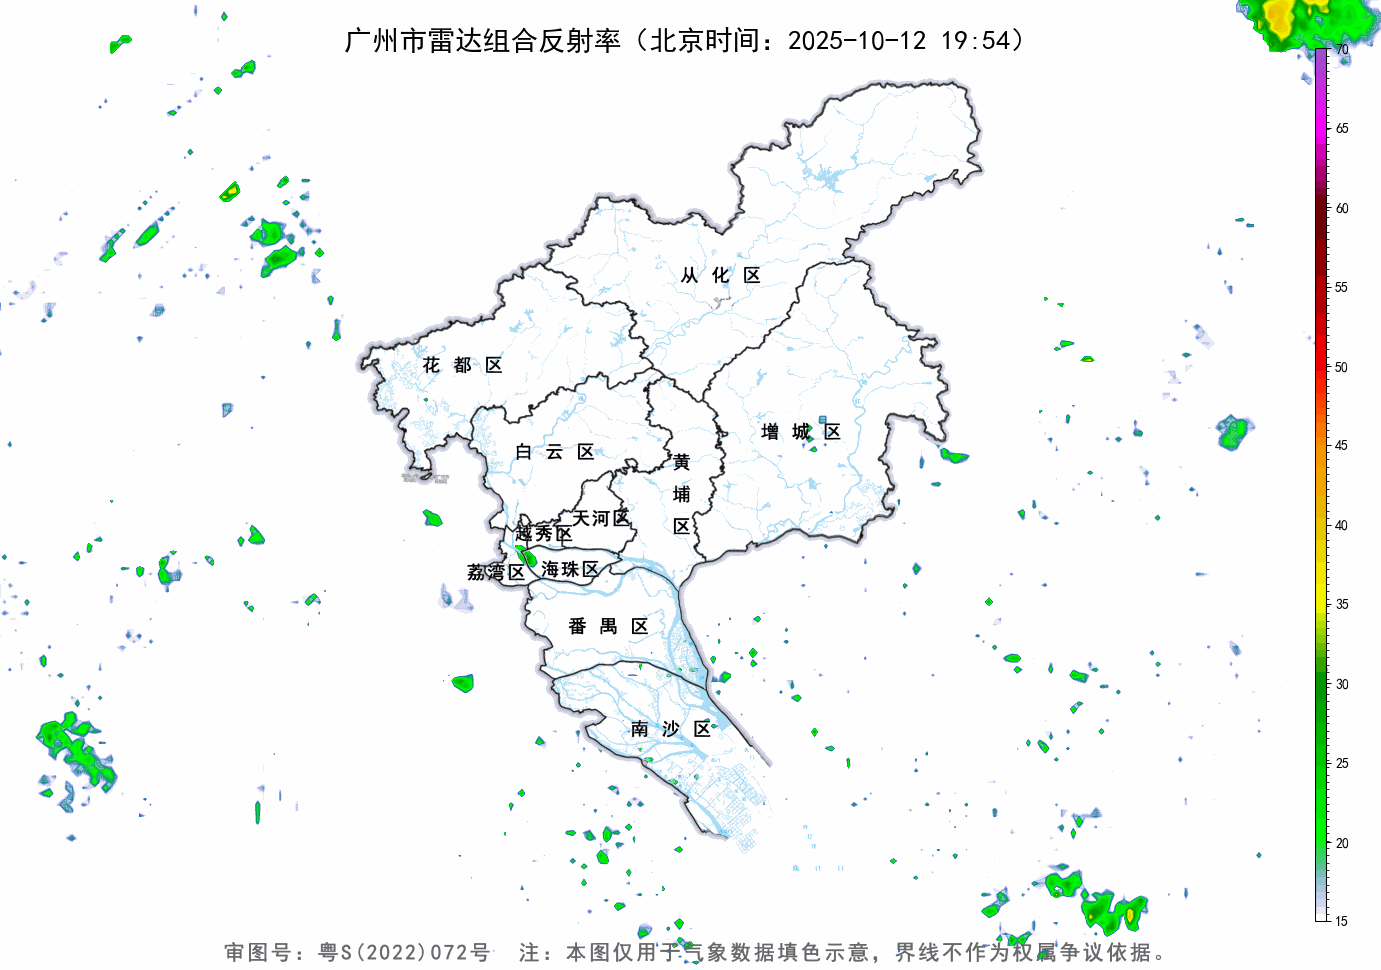 广州市雷达组合反射率（北京时间：2025-10-12 19:54）
70
65
60
55
50
45
40
35
30
25
20
15
从化区
花都区
增城区
白云区
黄埔区
天河区
越秀区
荔湾区
海珠区
番禺区
南沙区
审图号：粤S(2022)072号 注：本图仅用于气象数据填色示意，界线不作为权属争议依据。